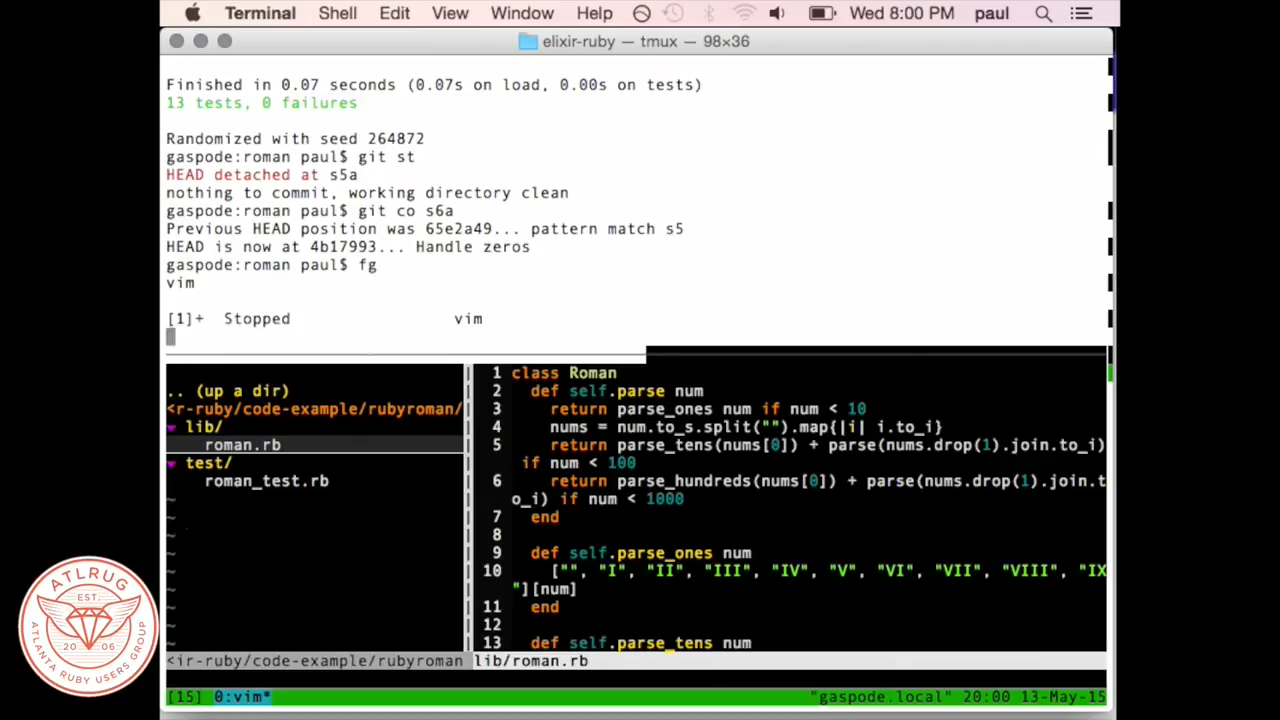 Terminal Shell Edit View Window Help Wed 8:00 PM paul
elixir-ruby — tmux — 98×36
Finished in 0.07 seconds (0.07s on load, 0.00s on tests)
13 tests, 0 failures
Randomized with seed 264872
gaspode:roman paul$ git st
HEAD detached at s5a
nothing to commit, working directory clean
gaspode:roman paul$ git co s6a
Previous HEAD position was 65e2a49... pattern match s5
HEAD is now at 4b17993... Handle zeros
gaspode:roman paul$ fg
vim
[1]+ Stopped vim
.. (up a dir)
<r-ruby/code-example/rubyroman/
▼ lib/
roman.rb
▼ test/
roman_test.rb
~
~
~
~
~
~
~
~
<ir-ruby/code-example/rubyroman
1 class Roman
2 def self.parse num
3 return parse_ones num if num < 10
4 nums = num.to_s.split("").map{|i| i.to_i}
5 return parse_tens(nums[0]) + parse(nums.drop(1).join.to_i)
if num < 100
6 return parse_hundreds(nums[0]) + parse(nums.drop(1).join.t
o_i) if num < 1000
7 end
8
9 def self.parse_ones num
10 ["", "I", "II", "III", "IV", "V", "VI", "VII", "VIII", "IX
"][num]
11 end
12
13 def self.parse_tens num
lib/roman.rb
[15] 0:vim* "gaspode.local" 20:00 13-May-15
ATLRUG
EST.
20 06
ATLANTA RUBY USERS GROUP